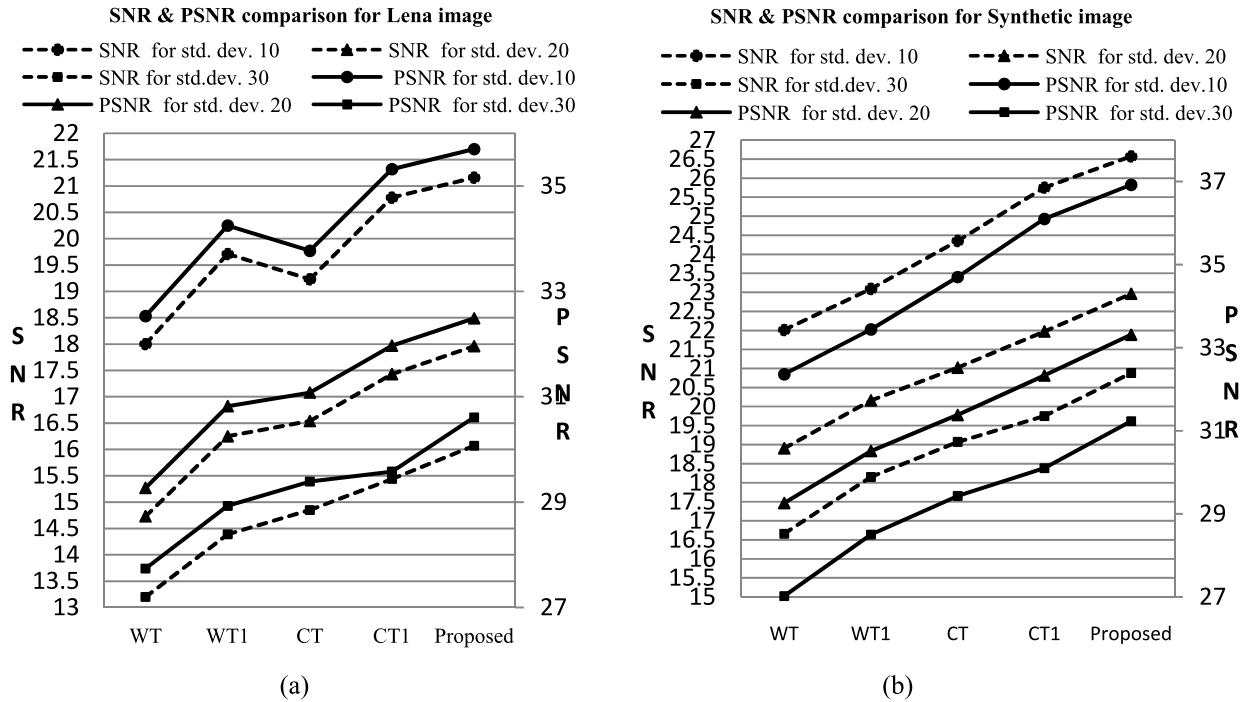 SNR & PSNR comparison for Lena image
SNR for std. dev. 10
SNR for std. dev. 20
SNR for std.dev. 30
PSNR for std. dev.10
PSNR for std. dev. 20
PSNR for std. dev.30
22
21.5
21
20.5
20
19.5
19
18.5
18
17.5
17
16.5
16
15.5
15
14.5
14
13.5
13
S
N
R
35
33
31
29
27
P
S
N
R
WT
WT1
CT
CT1
Proposed
(a)
SNR & PSNR comparison for Synthetic image
SNR for std. dev. 10
SNR for std. dev. 20
SNR for std.dev. 30
PSNR for std. dev.10
PSNR for std. dev. 20
PSNR for std. dev.30
27
26.5
26
25.5
25
24.5
24
23.5
23
22.5
22
21.5
21
20.5
20
19.5
19
18.5
18
17.5
17
16.5
16
15.5
15
S
N
R
37
35
33
31
29
27
P
S
N
R
WT
WT1
CT
CT1
Proposed
(b)